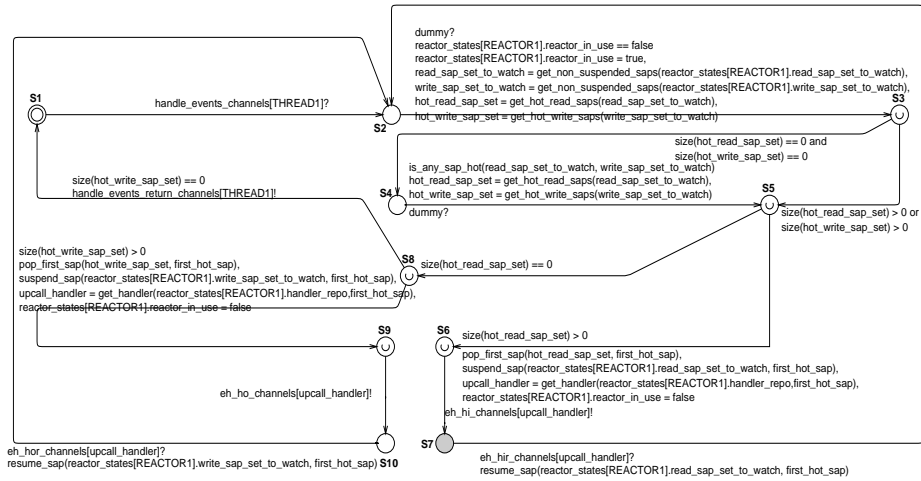 dummy?
reactor_states[REACTOR1].reactor_in_use == false
reactor_states[REACTOR1].reactor_in_use = true,
read_sap_set_to_watch = get_non_suspended_saps(reactor_states[REACTOR1].read_sap_set_to_watch),
write_sap_set_to_watch = get_non_suspended_saps(reactor_states[REACTOR1].write_sap_set_to_watch),
hot_read_sap_set = get_hot_read_saps(read_sap_set_to_watch),
hot_write_sap_set = get_hot_write_saps(write_sap_set_to_watch)
S1
handle_events_channels[THREAD1]?
S2
S3
size(hot_read_sap_set) == 0 and
size(hot_write_sap_set) == 0
is_any_sap_hot(read_sap_set_to_watch, write_sap_set_to_watch)
hot_read_sap_set = get_hot_read_saps(read_sap_set_to_watch),
hot_write_sap_set = get_hot_write_saps(write_sap_set_to_watch)
S4
dummy?
S5
size(hot_read_sap_set) > 0 or
size(hot_write_sap_set) > 0
size(hot_write_sap_set) == 0
handle_events_return_channels[THREAD1]!
S8
size(hot_read_sap_set) == 0
size(hot_write_sap_set) > 0
pop_first_sap(hot_write_sap_set, first_hot_sap),
suspend_sap(reactor_states[REACTOR1].write_sap_set_to_watch, first_hot_sap),
upcall_handler = get_handler(reactor_states[REACTOR1].handler_repo,first_hot_sap),
reactor_states[REACTOR1].reactor_in_use = false
S9
S6
size(hot_read_sap_set) > 0
pop_first_sap(hot_read_sap_set, first_hot_sap),
suspend_sap(reactor_states[REACTOR1].read_sap_set_to_watch, first_hot_sap),
upcall_handler = get_handler(reactor_states[REACTOR1].handler_repo,first_hot_sap),
reactor_states[REACTOR1].reactor_in_use = false
eh_ho_channels[upcall_handler]!
eh_hi_channels[upcall_handler]!
S7
eh_hor_channels[upcall_handler]?
resume_sap(reactor_states[REACTOR1].write_sap_set_to_watch, first_hot_sap) S10
eh_hir_channels[upcall_handler]?
resume_sap(reactor_states[REACTOR1].read_sap_set_to_watch, first_hot_sap)